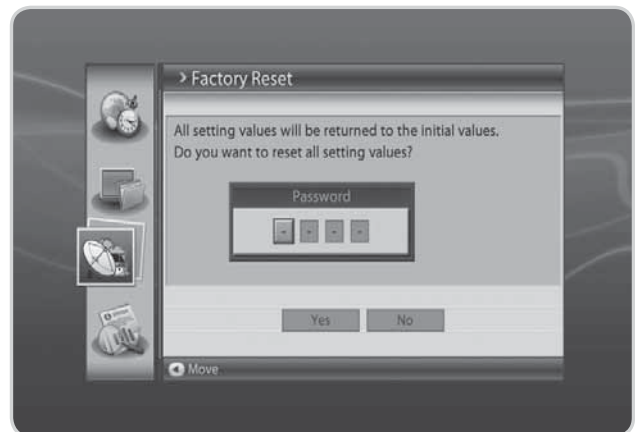 > Factory Reset
All setting values will be returned to the initial values.
Do you want to reset all setting values?
Password
- - - -
Yes No
Move